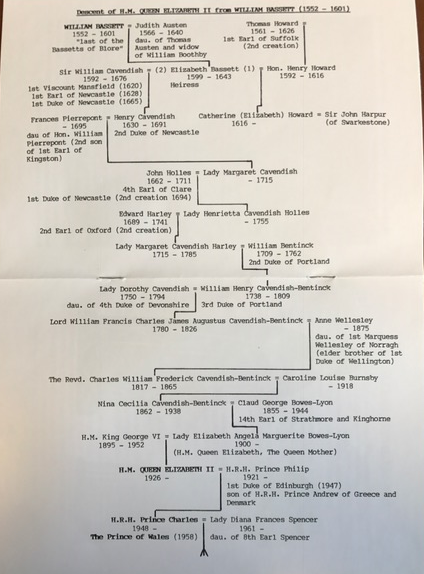 Descent of H.M. QUEEN ELIZABETH II from WILLIAM BASSETT (1552 - 1601)
WILLIAM BASSETT = Judith Austen
1552 - 1601 1566 - 1640
"last of the dau. of Thomas
Bassetts of Blore" Austen and widow
of William Boothby
Thomas Howard =
1561 - 1626
1st Earl of Suffolk
(2nd creation)
Sir William Cavendish = (2) Elizabeth Bassett (1) = Hon. Henry Howard
1592 - 1676 1599 - 1643 1592 - 1616
1st Viscount Mansfield (1620) Heiress
1st Earl of Newcastle (1628)
1st Duke of Newcastle (1665)
Frances Pierrepont = Henry Cavendish
- 1695 1630 - 1691
dau of Hon. William 2nd Duke of Newcastle
Pierrepont (2nd son
of 1st Earl of
Kingston)
Catherine (Elizabeth) Howard = Sir John Harpur
1616 - (of Swarkestone)
John Holles = Lady Margaret Cavendish
1662 - 1711 - 1715
4th Earl of Clare
1st Duke of Newcastle (2nd creation 1694)
Edward Harley = Lady Henrietta Cavendish Holles
1689 - 1741 - 1755
2nd Earl of Oxford (2nd creation)
Lady Margaret Cavendish Harley = William Bentinck
1715 - 1785 1709 - 1762
2nd Duke of Portland
Lady Dorothy Cavendish = William Henry Cavendish-Bentinck
1750 - 1794 1738 - 1809
dau. of 4th Duke of Devonshire 3rd Duke of Portland
Lord William Francis Charles James Augustus Cavendish-Bentinck = Anne Wellesley
1780 - 1826 - 1875
dau. of 1st Marquess
Wellesley of Norragh
(elder brother of 1st
Duke of Wellington)
The Revd. Charles William Frederick Cavendish-Bentinck = Caroline Louise Burnaby
1817 - 1865 - 1918
Nina Cecilia Cavendish-Bentinck = Claud George Bowes-Lyon
1862 - 1938 1855 - 1944
14th Earl of Strathmore and Kinghorne
H.M. King George VI = Lady Elizabeth Angela Marguerite Bowes-Lyon
1895 - 1952 1900 -
(H.M. Queen Elizabeth, The Queen Mother)
H.M. QUEEN ELIZABETH II = H.R.H. Prince Philip
1926 - 1921 -
1st Duke of Edinburgh (1947)
son of H.R.H. Prince Andrew of Greece and
Denmark
H.R.H. Prince Charles = Lady Diana Frances Spencer
1948 - 1961 -
The Prince of Wales (1958) dau. of 8th Earl Spencer